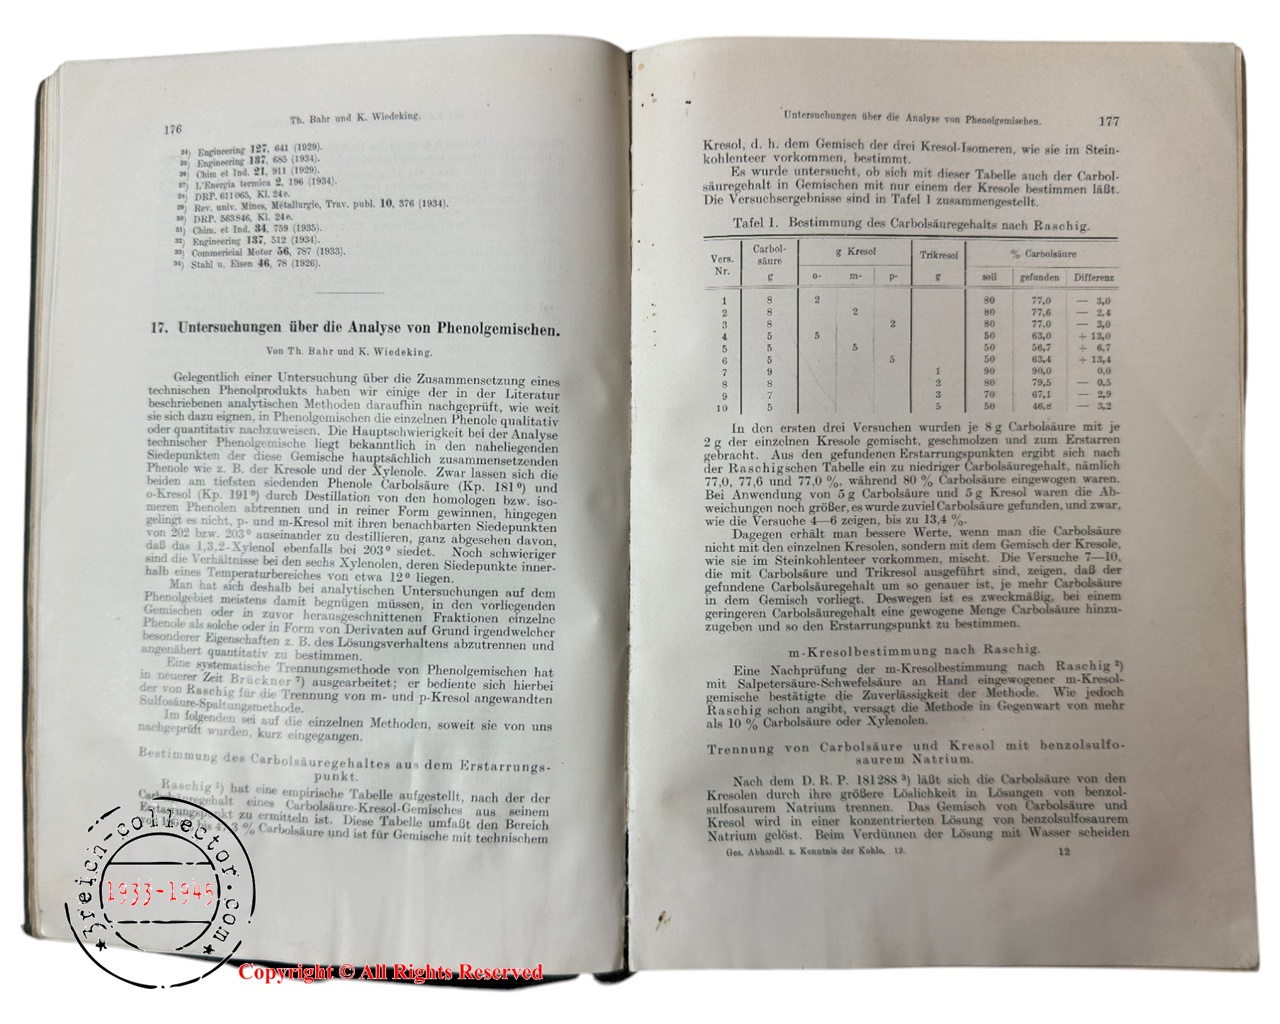 176
Th. Bahr und K. Wiedeking.
24) Engineering 127, 641 (1929).
25) Engineering 137, 685 (1934).
26) Chim et Ind. 21, 911 (1929).
27) L'Energia termica 2, 196 (1934).
28) DRP. 611065, Kl. 24e.
29) Rev. univ. Mines, Métallurgie, Trav. publ. 10, 376 (1934).
30) DRP. 563846, Kl. 24e.
31) Chim. et Ind. 34, 759 (1935).
32) Engineering 137, 512 (1934).
33) Commericial Motor 56, 787 (1933).
34) Stahl u. Eisen 46, 78 (1926).
17. Untersuchungen über die Analyse von Phenolgemischen.
Von Th. Bahr und K. Wiedeking.
Gelegentlich einer Untersuchung über die Zusammensetzung eines
technischen Phenolprodukts haben wir einige der in der Literatur
beschriebenen analytischen Methoden daraufhin nachgeprüft, wie weit
sie sich dazu eignen, in Phenolgemischen die einzelnen Phenole qualitativ
oder quantitativ nachzuweisen. Die Hauptschwierigkeit bei der Analyse
technischer Phenolgemische liegt bekanntlich in den naheliegenden
Siedepunkten der diese Gemische hauptsächlich zusammensetzenden
Phenole wie z. B. der Kresole und der Xylenole. Zwar lassen sich die
beiden am tiefsten siedenden Phenole Carbolsäure (Kp. 181°) und
o-Kresol (Kp. 191°) durch Destillation von den homologen bzw. iso-
meren Phenolen abtrennen und in reiner Form gewinnen, hingegen
gelingt es nicht, p- und m-Kresol mit ihren benachbarten Siedepunkten
von 202 bzw. 203° auseinander zu destillieren, ganz abgesehen davon,
daß das 1,3,2-Xylenol ebenfalls bei 203° siedet. Noch schwieriger
sind die Verhältnisse bei den sechs Xylenolen, deren Siedepunkte inner-
halb eines Temperaturbereiches von etwa 12° liegen.
Man hat sich deshalb bei analytischen Untersuchungen auf dem
Phenolgebiet meistens damit begnügen müssen, in den vorliegenden
Gemischen oder in zuvor herausgeschnittenen Fraktionen einzelne
Phenole als solche oder in Form von Derivaten auf Grund irgendwelcher
besonderer Eigenschaften z. B. des Lösungsverhaltens abzutrennen und
angenähert quantitativ zu bestimmen.
Eine systematische Trennungsmethode von Phenolgemischen hat
in neuerer Zeit Brückner 7) ausgearbeitet; er bediente sich hierbei
der von Raschig für die Trennung von m- und p-Kresol angewandten
Sulfosäure-Spaltungsmethode.
Im folgenden sei auf die einzelnen Methoden, soweit sie von uns
nachgeprüft wurden, kurz eingegangen.
Bestimmung des Carbolsäuregehaltes aus dem Erstarrungs-
punkt.
Raschig 1) hat eine empirische Tabelle aufgestellt, nach der der
Carbolsäuregehalt eines Carbolsäure-Kresol-Gemisches aus seinem
Erstarrungspunkt zu ermitteln ist. Diese Tabelle umfaßt den Bereich
% Carbolsäure und ist für Gemische mit technischem
Untersuchungen über die Analyse von Phenolgemischen.
177
Kresol, d. h. dem Gemisch der drei Kresol-Isomeren, wie sie im Stein-
kohlenteer vorkommen, bestimmt.
Es wurde untersucht, ob sich mit dieser Tabelle auch der Carbol-
säuregehalt in Gemischen mit nur einem der Kresole bestimmen läßt.
Die Versuchsergebnisse sind in Tafel 1 zusammengestellt.
Tafel 1. Bestimmung des Carbolsäuregehalts nach Raschig.
Vers. Nr. Carbol- säure g g Kresol Trikresol g % Carbolsäure
o- m- p- soll gefunden Differenz
1 8 2 80 77,0 — 3,0
2 8 2 80 77,6 — 2,4
3 8 2 80 77,0 — 3,0
4 5 5 50 63,0 + 13,0
5 5 5 50 56,7 + 6,7
6 5 5 50 63,4 + 13,4
7 9 1 90 90,0 0,0
8 8 2 80 79,5 — 0,5
9 7 3 70 67,1 — 2,9
10 5 5 50 46,8 — 3,2
In den ersten drei Versuchen wurden je 8 g Carbolsäure mit je
2 g der einzelnen Kresole gemischt, geschmolzen und zum Erstarren
gebracht. Aus den gefundenen Erstarrungspunkten ergibt sich nach
der Raschigschen Tabelle ein zu niedriger Carbolsäuregehalt, nämlich
77,0, 77,6 und 77,0 %, während 80 % Carbolsäure eingewogen waren.
Bei Anwendung von 5 g Carbolsäure und 5 g Kresol waren die Ab-
weichungen noch größer, es wurde zuviel Carbolsäure gefunden, und zwar,
wie die Versuche 4—6 zeigen, bis zu 13,4 %.
Dagegen erhält man bessere Werte, wenn man die Carbolsäure
nicht mit den einzelnen Kresolen, sondern mit dem Gemisch der Kresole,
wie sie im Steinkohlenteer vorkommen, mischt. Die Versuche 7—10,
die mit Carbolsäure und Trikresol ausgeführt sind, zeigen, daß der
gefundene Carbolsäuregehalt um so genauer ist, je mehr Carbolsäure
in dem Gemisch vorliegt. Deswegen ist es zweckmäßig, bei einem
geringeren Carbolsäuregehalt eine gewogene Menge Carbolsäure hinzu-
zugeben und so den Erstarrungspunkt zu bestimmen.
m-Kresolbestimmung nach Raschig.
Eine Nachprüfung der m-Kresolbestimmung nach Raschig 2)
mit Salpetersäure-Schwefelsäure an Hand eingewogener m-Kresol-
gemische bestätigte die Zuverlässigkeit der Methode. Wie jedoch
Raschig schon angibt, versagt die Methode in Gegenwart von mehr
als 10 % Carbolsäure oder Xylenolen.
Trennung von Carbolsäure und Kresol mit benzolsulfo-
saurem Natrium.
Nach dem D. R. P. 181288 3) läßt sich die Carbolsäure von den
Kresolen durch ihre größere Löslichkeit in Lösungen von benzol-
sulfosaurem Natrium trennen. Das Gemisch von Carbolsäure und
Kresol wird in einer konzentrierten Lösung von benzolsulfosaurem
Natrium gelöst. Beim Verdünnen der Lösung mit Wasser scheiden
Ges. Abhandl. z. Kenntnis der Kohle. 12.
12
3reich-collector.com
1933-1945
Copyright © All Rights Reserved